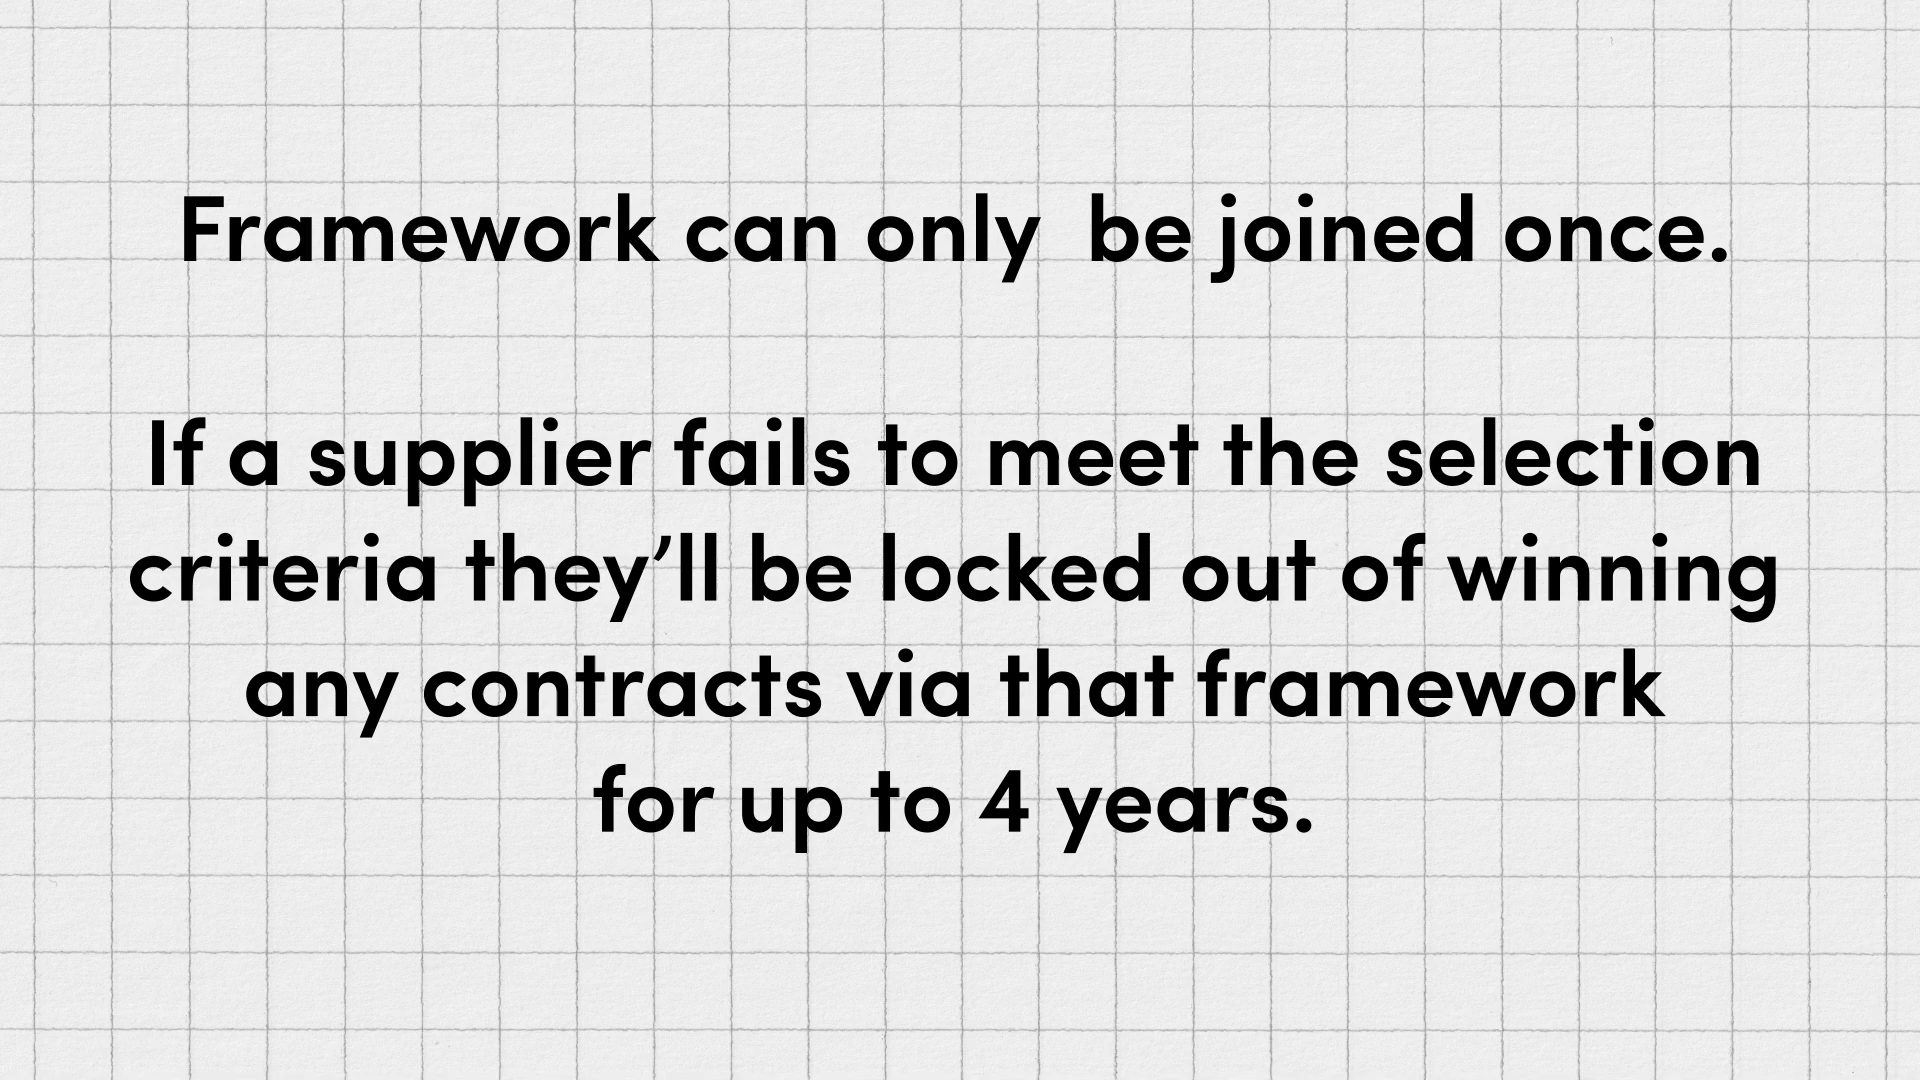 Framework can only  be joined once.
If a supplier fails to meet the selection
criteria they’ll be locked out of winning
any contracts via that framework
for up to 4 years.